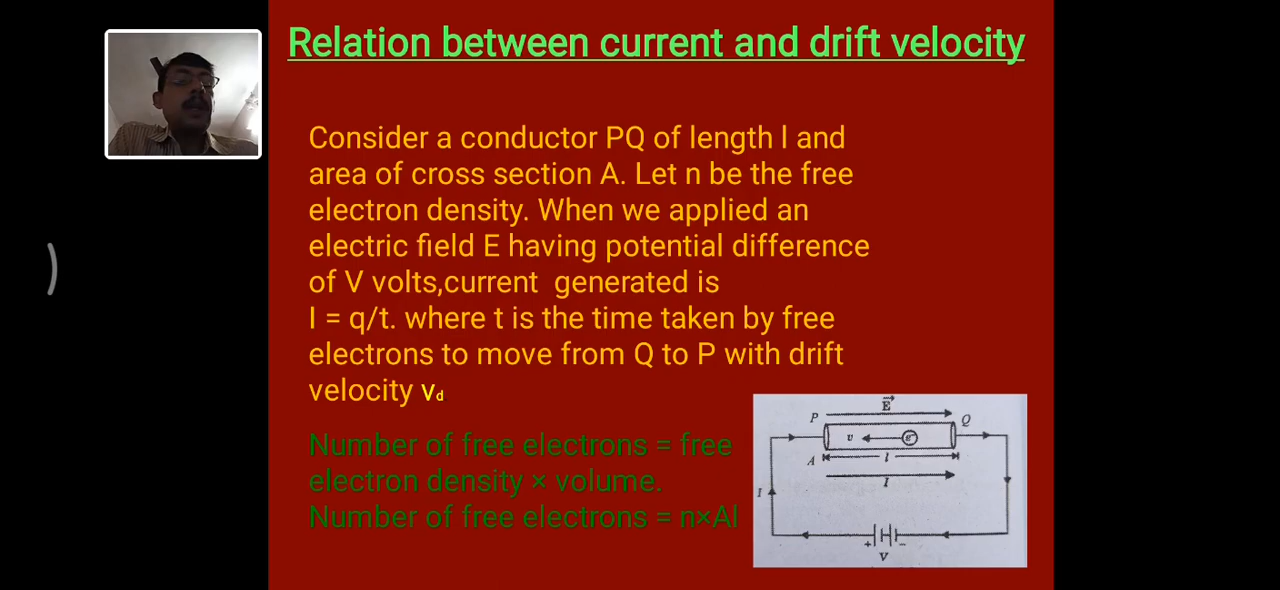 Relation between current and drift velocity
Consider a conductor PQ of length l and
area of cross section A. Let n be the free
electron density. When we applied an
electric field E having potential difference
of V volts,current generated is
I = q/t. where t is the time taken by free
electrons to move from Q to P with drift
velocity vd
Number of free electrons = free
electron density × volume.
Number of free electrons = n×Al
E
P
Q
v
e
A
l
I
I
+
-
V